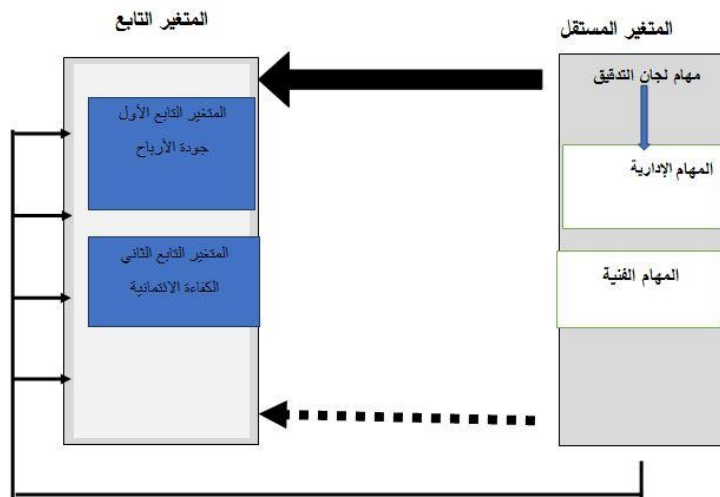 المتغير المستقل
المتغير التابع
مهام لجان التدقيق
المهام الإدارية
المهام الفنية
المتغير التابع الأول
جودة الأرباح
المتغير التابع الثاني
الكفاءة الائتمانية